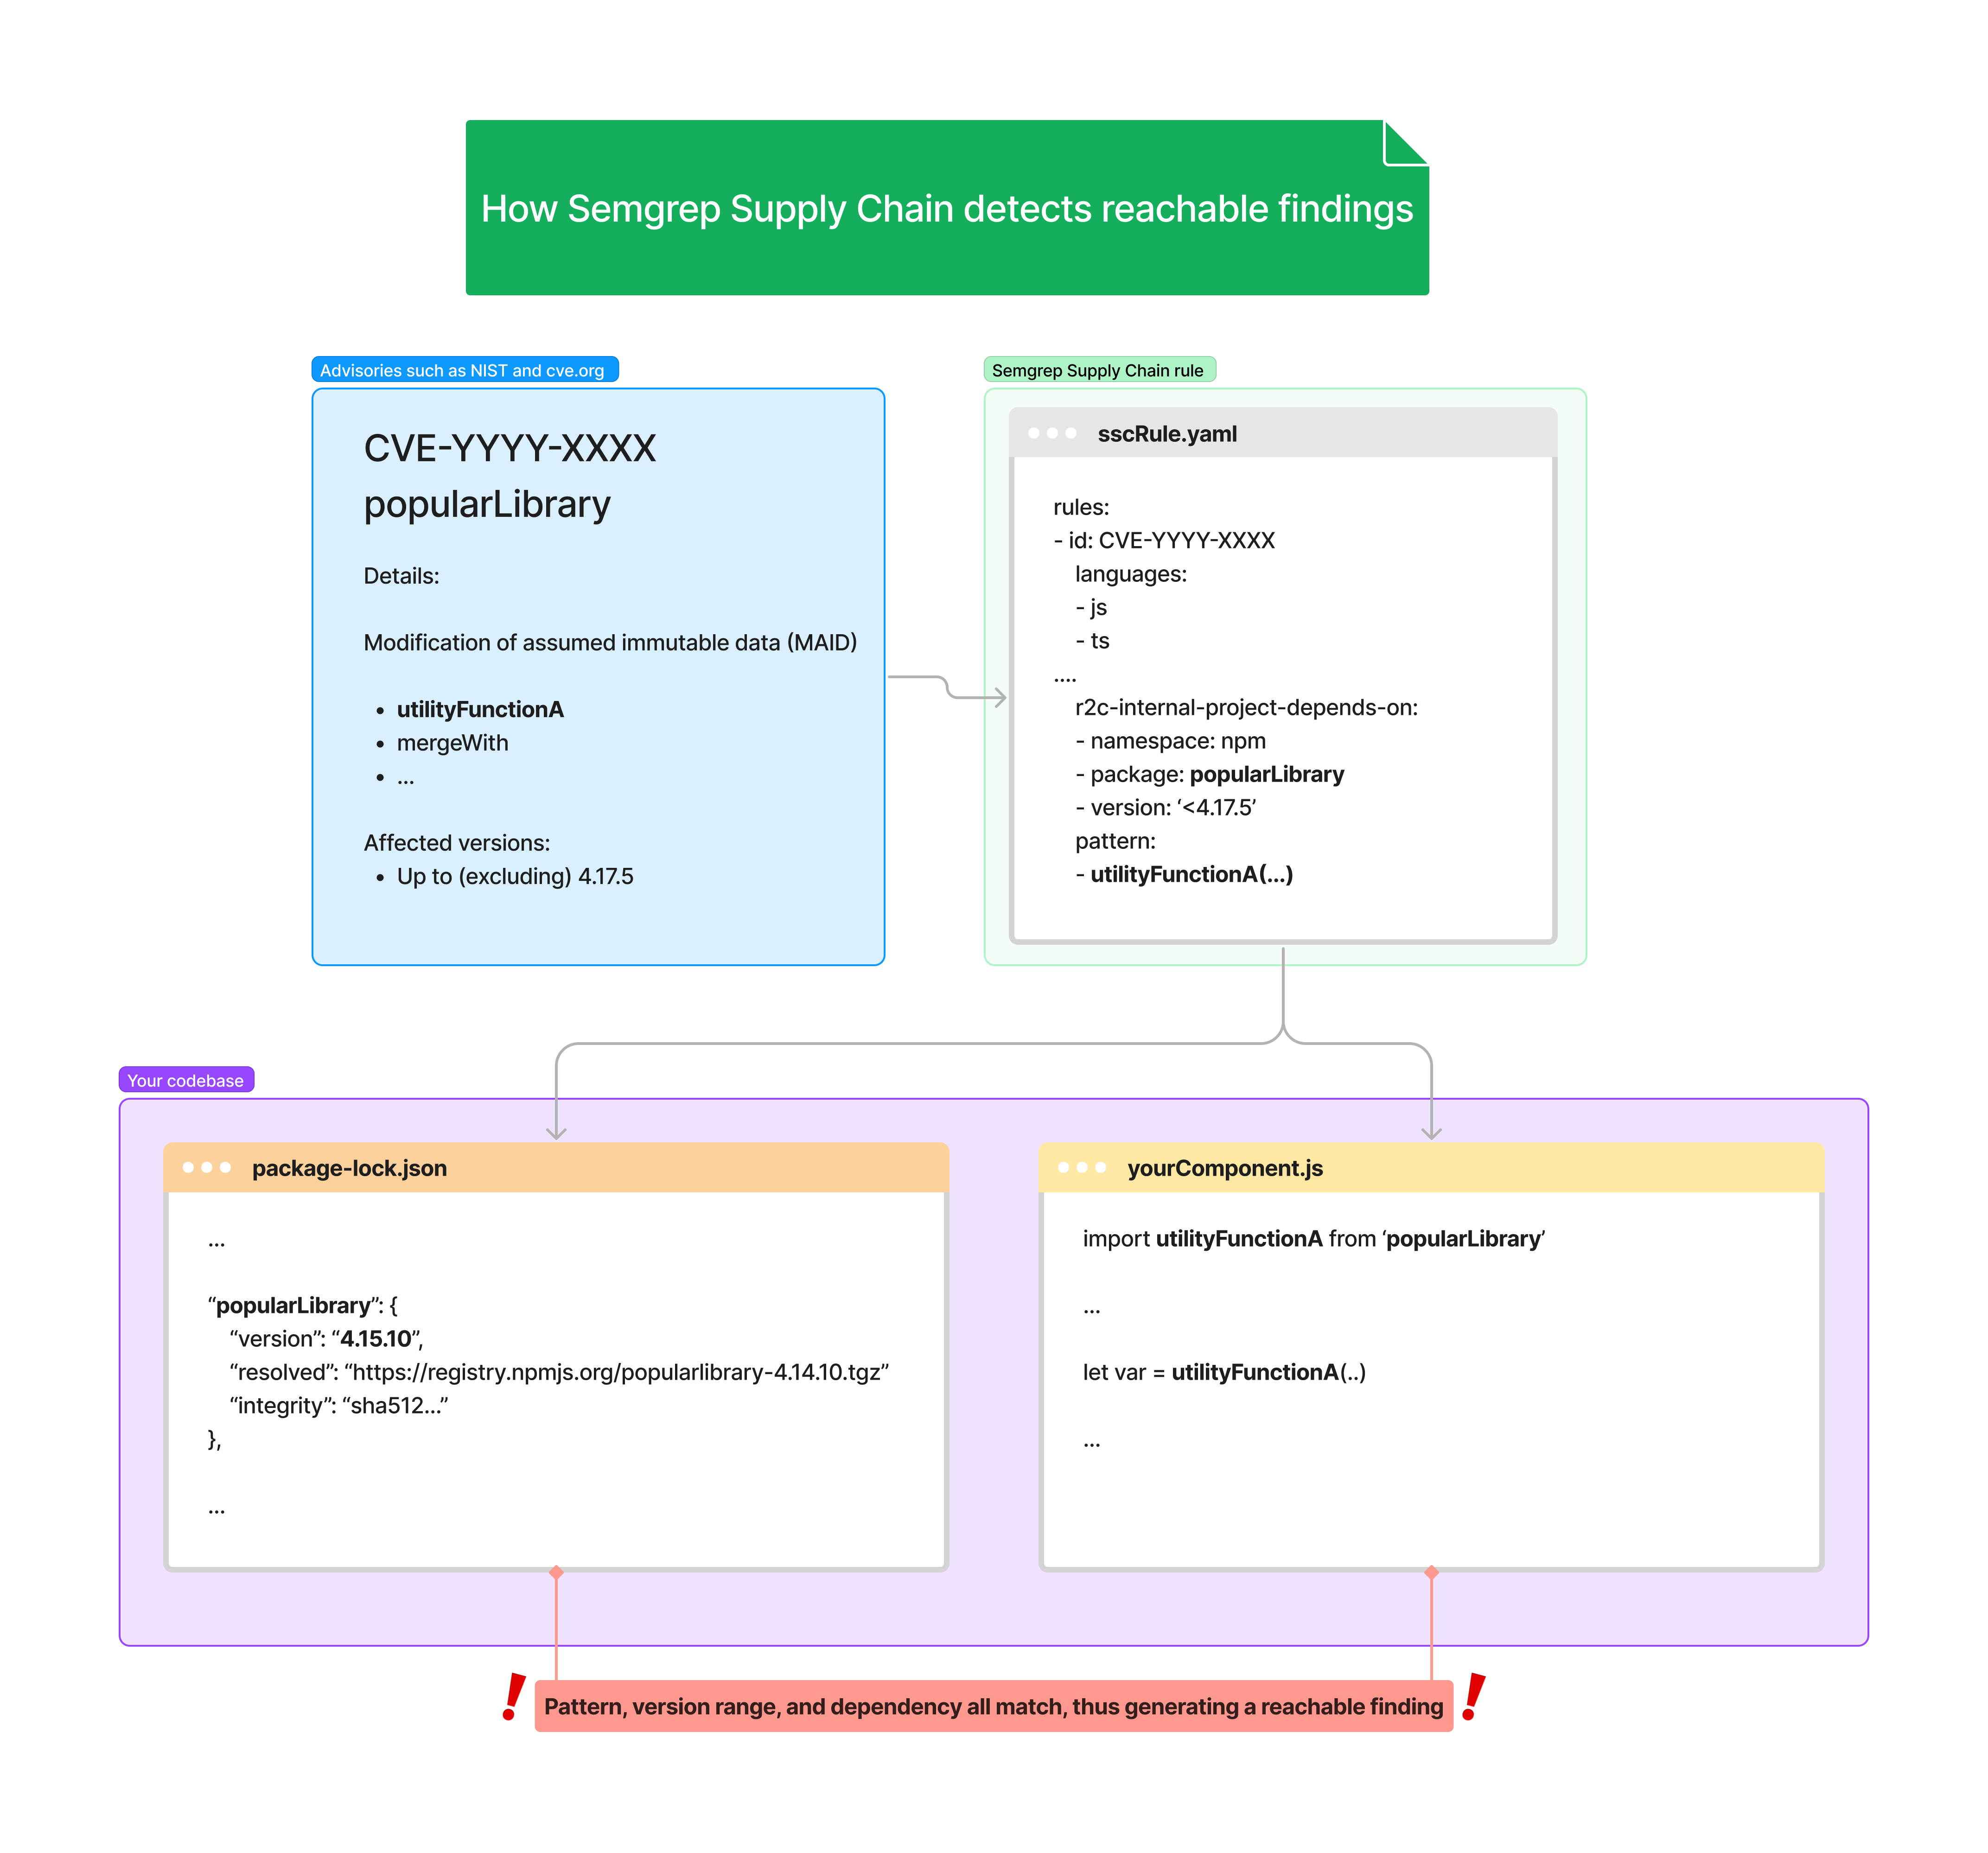 How Semgrep Supply Chain detects reachable findings
Advisories such as NIST and cve.org
CVE-YYYY-XXXX
popularLibrary
Details:
Modification of assumed immutable data (MAID)
• utilityFunctionA
• mergeWith
• ...
Affected versions:
• Up to (excluding) 4.17.5
Semgrep Supply Chain rule
sscRule.yaml
rules:
- id: CVE-YYYY-XXXX
languages:
- js
- ts
....
r2c-internal-project-depends-on:
- namespace: npm
- package: popularLibrary
- version: ‘<4.17.5’
pattern:
- utilityFunctionA(...)
Your codebase
package-lock.json
...
“popularLibrary”: {
“version”: “4.15.10”,
“resolved”: “https://registry.npmjs.org/popularlibrary-4.14.10.tgz”
“integrity”: “sha512...”
},
...
yourComponent.js
import utilityFunctionA from ‘popularLibrary’
...
let var = utilityFunctionA(..)
...
! Pattern, version range, and dependency all match, thus generating a reachable finding !